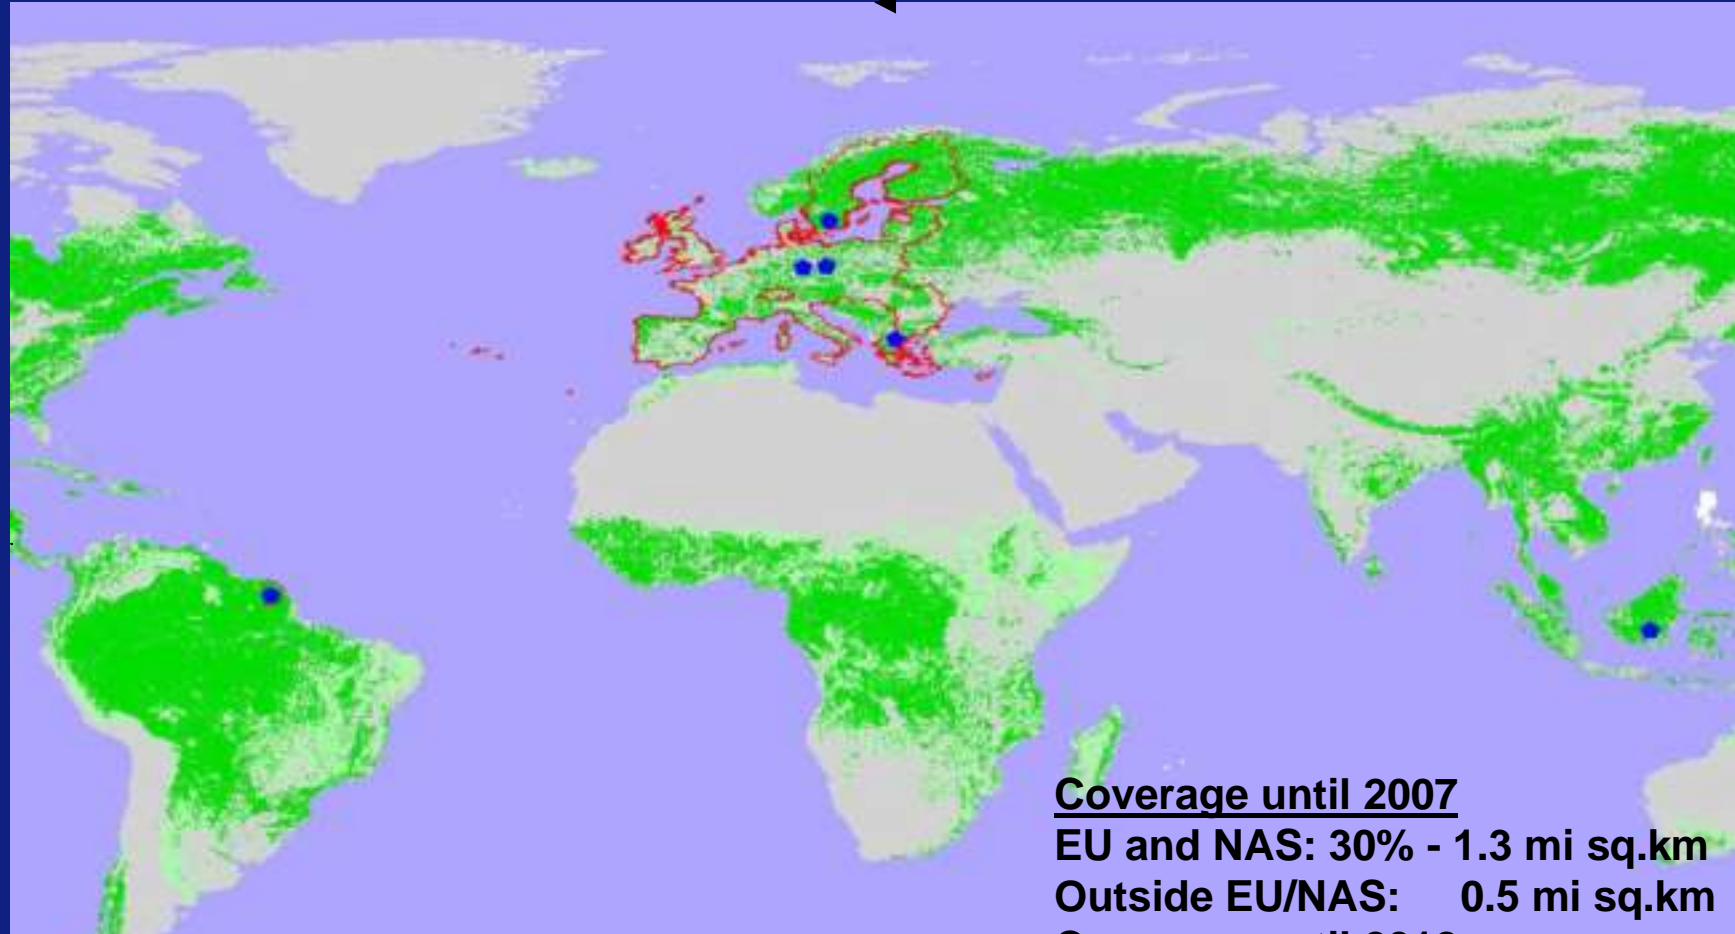 Coverage until 2007
EU and NAS: 30% - 1.3 mi sq.km
Outside EU/NAS: 0.5 mi sq.km